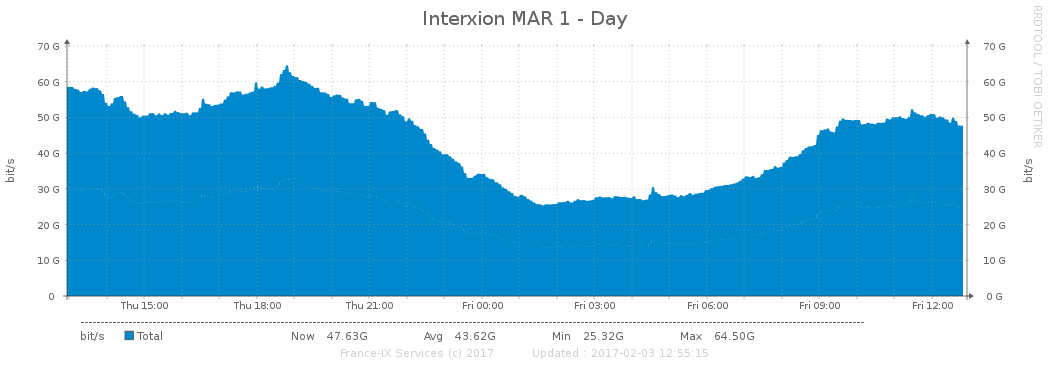 Interxion MAR 1 - Day
RRDTOOL / TOBI OETIKER
70 G 70 G
60 G 60 G
50 G 50 G
40 G 40 G
30 G 30 G
20 G 20 G
10 G 10 G
0 0 G
bit/s bit/s
Thu 15:00 Thu 18:00 Thu 21:00 Fri 00:00 Fri 03:00 Fri 06:00 Fri 09:00 Fri 12:00
bit/s Total Now 47.63G Avg 43.62G Min 25.32G Max 64.50G
France-IX Services (c) 2017 Updated : 2017-02-03 12:55:15